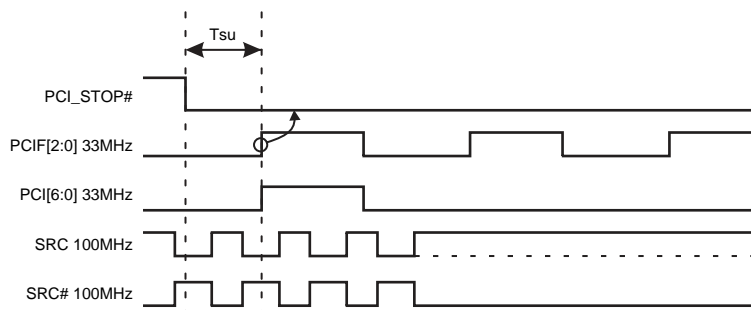 Tsu
PCI_STOP#
PCIF[2:0] 33MHz
PCI[6:0] 33MHz
SRC 100MHz
SRC# 100MHz